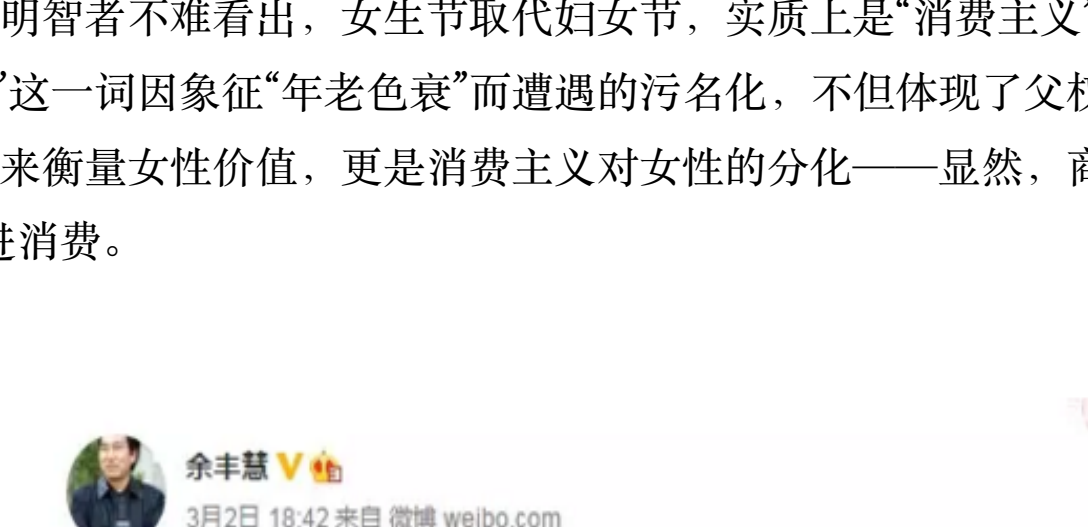 明智者不难看出，女生节取代妇女节，实质上是“消费主义”
”这一词因象征“年老色衰”而遭遇的污名化，不但体现了父权
来衡量女性价值，更是消费主义对女性的分化——显然，商
进消费。
余丰慧
3月2日 18:42 来自 微博 weibo.com